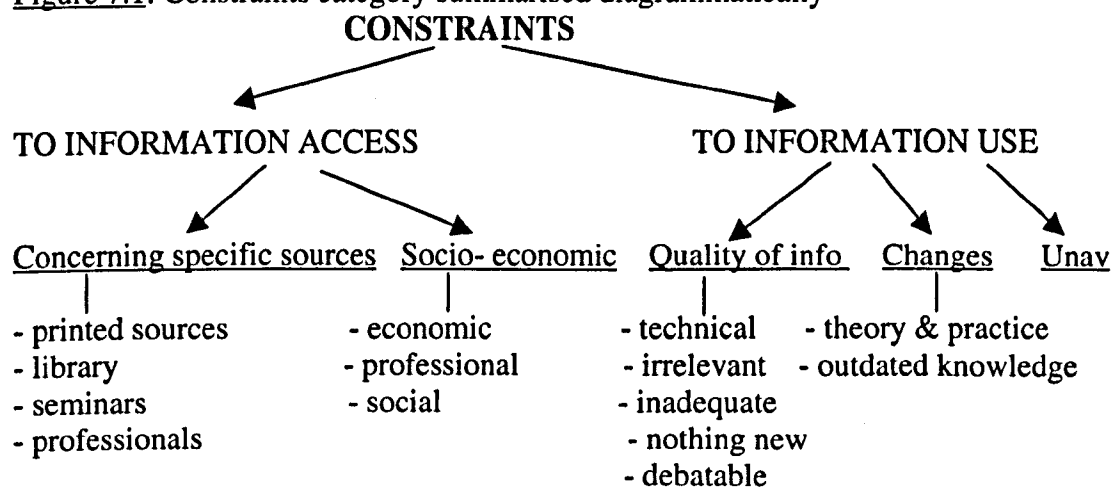 Figure 7.1: Constraints category summarised diagrammatically
CONSTRAINTS
TO INFORMATION ACCESS TO INFORMATION USE
Concerning specific sources Socio- economic Quality of info Changes Unav
- printed sources - economic - technical - theory & practice
- library - professional - irrelevant - outdated knowledge
- seminars - social - inadequate
- professionals - nothing new
- debatable